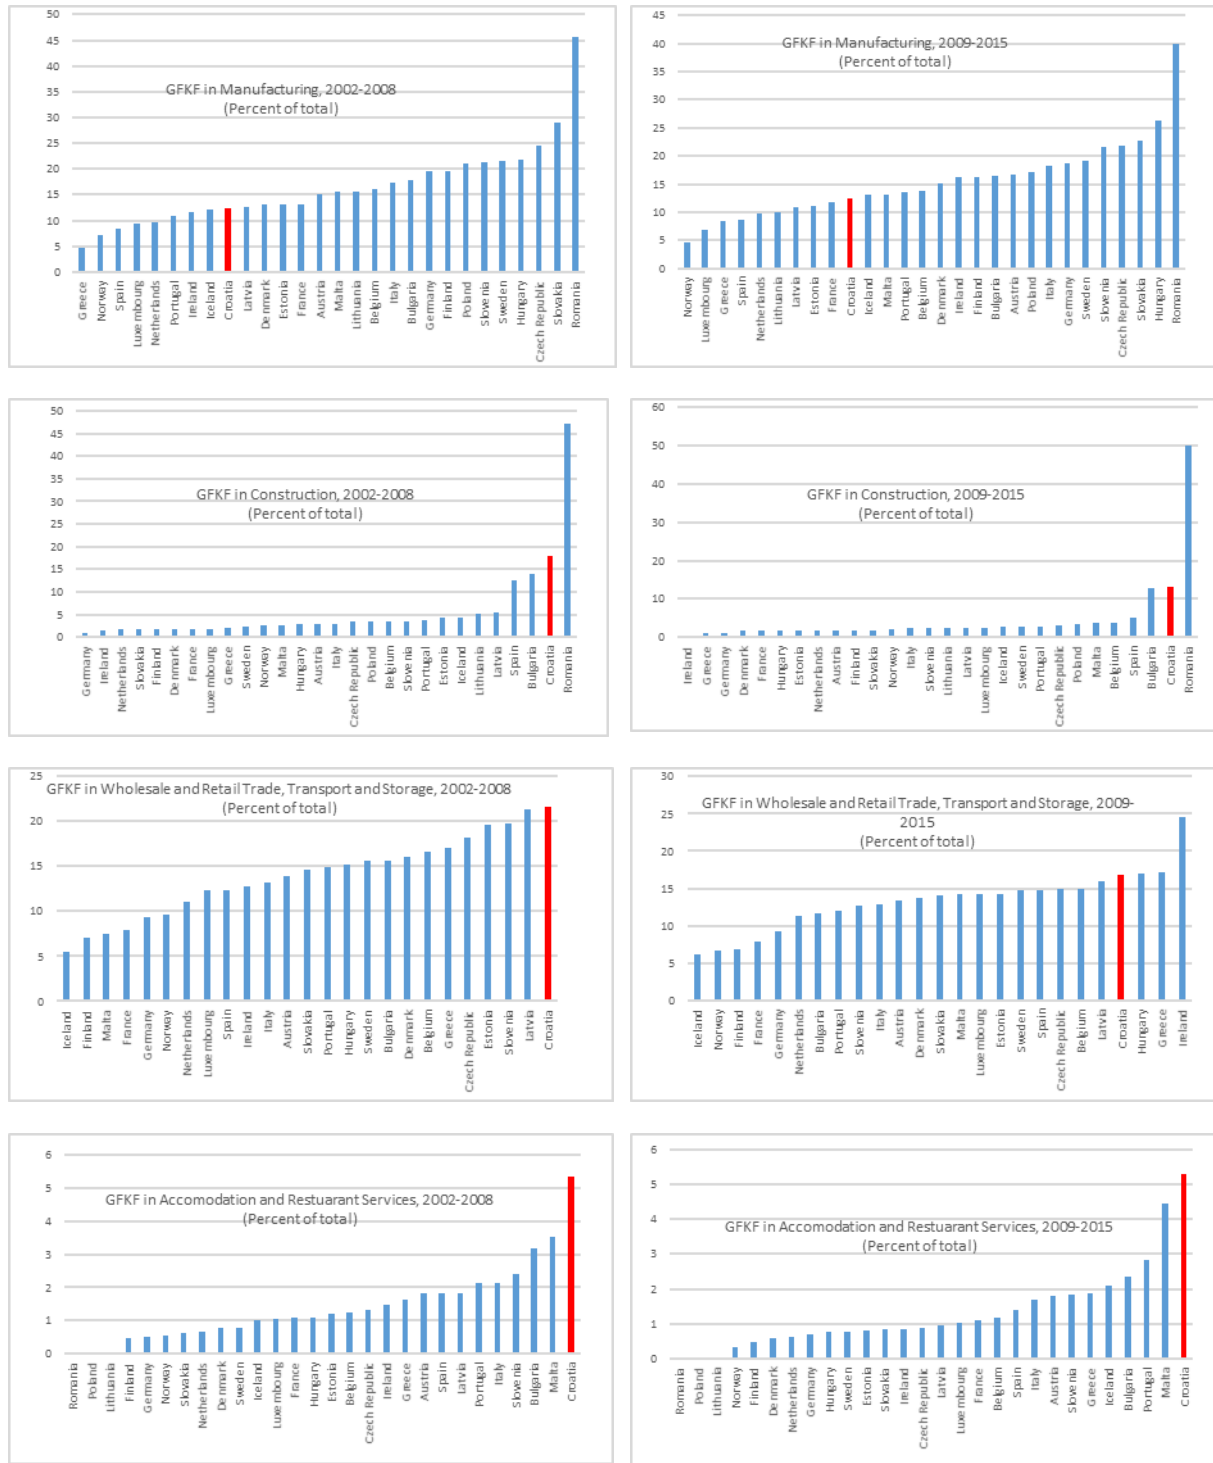 GFKF in Manufacturing, 2002-2008
(Percent of total)
50
45
40
35
30
25
20
15
10
5
0
Greece
Norway
Spain
Luxembourg
Netherlands
Portugal
Ireland
Iceland
Croatia
Latvia
Denmark
Estonia
France
Austria
Malta
Lithuania
Belgium
Italy
Bulgaria
Germany
Finland
Poland
Slovenia
Sweden
Hungary
Czech Republic
Slovakia
Romania
GFKF in Manufacturing, 2009-2015
(Percent of total)
45
40
35
30
25
20
15
10
5
0
Norway
Luxembourg
Greece
Spain
Netherlands
Lithuania
Latvia
Estonia
France
Croatia
Iceland
Malta
Portugal
Belgium
Denmark
Ireland
Finland
Bulgaria
Austria
Poland
Italy
Germany
Sweden
Slovenia
Czech Republic
Slovakia
Hungary
Romania
GFKF in Construction, 2002-2008
(Percent of total)
50
45
40
35
30
25
20
15
10
5
0
Germany
Ireland
Netherlands
Slovakia
Finland
Denmark
France
Luxembourg
Greece
Sweden
Norway
Malta
Hungary
Austria
Italy
Czech Republic
Poland
Belgium
Slovenia
Portugal
Estonia
Iceland
Lithuania
Latvia
Spain
Bulgaria
Croatia
Romania
GFKF in Construction, 2009-2015
(Percent of total)
60
50
40
30
20
10
0
Ireland
Greece
Germany
Denmark
France
Hungary
Estonia
Netherlands
Austria
Finland
Slovakia
Norway
Italy
Slovenia
Lithuania
Latvia
Luxembourg
Iceland
Sweden
Portugal
Czech Republic
Poland
Malta
Belgium
Spain
Bulgaria
Croatia
Romania
GFKF in Wholesale and Retail Trade, Transport and Storage, 2002-2008
(Percent of total)
25
20
15
10
5
0
Iceland
Finland
Malta
France
Germany
Norway
Netherlands
Luxembourg
Spain
Ireland
Italy
Austria
Slovakia
Portugal
Hungary
Sweden
Bulgaria
Denmark
Belgium
Greece
Czech Republic
Estonia
Slovenia
Latvia
Croatia
GFKF in Wholesale and Retail Trade, Transport and Storage, 2009-
2015
(Percent of total)
30
25
20
15
10
5
0
Iceland
Norway
Finland
France
Germany
Netherlands
Bulgaria
Portugal
Slovenia
Italy
Austria
Denmark
Slovakia
Malta
Luxembourg
Estonia
Sweden
Spain
Czech Republic
Belgium
Latvia
Croatia
Hungary
Greece
Ireland
GFKF in Accomodation and Restuarant Services, 2002-2008
(Percent of total)
6
5
4
3
2
1
0
Romania
Poland
Lithuania
Finland
Germany
Norway
Slovakia
Netherlands
Denmark
Sweden
Iceland
Luxembourg
France
Hungary
Estonia
Belgium
Czech Republic
Ireland
Greece
Austria
Spain
Latvia
Portugal
Italy
Slovenia
Bulgaria
Malta
Croatia
GFKF in Accomodation and Restuarant Services, 2009-2015
(Percent of total)
6
5
4
3
2
1
0
Romania
Poland
Lithuania
Norway
Finland
Denmark
Netherlands
Germany
Hungary
Sweden
Estonia
Slovakia
Ireland
Czech Republic
Latvia
Luxembourg
France
Belgium
Spain
Italy
Austria
Slovenia
Greece
Iceland
Bulgaria
Portugal
Malta
Croatia